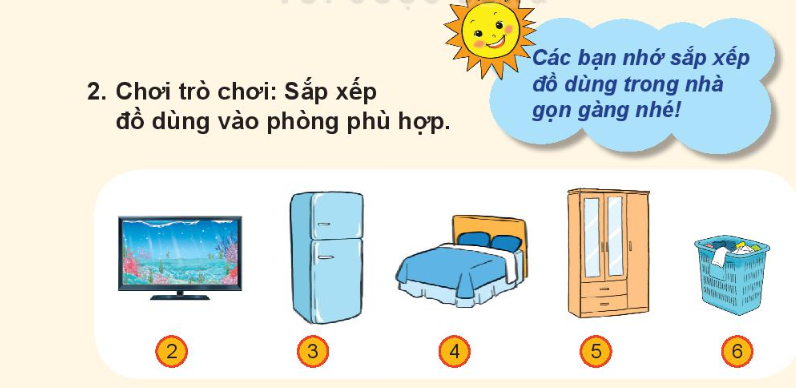 Các bạn nhớ sắp xếp
đồ dùng trong nhà
gọn gàng nhé!
2. Chơi trò chơi: Sắp xếp
đồ dùng vào phòng phù hợp.
2
3
4
5
6